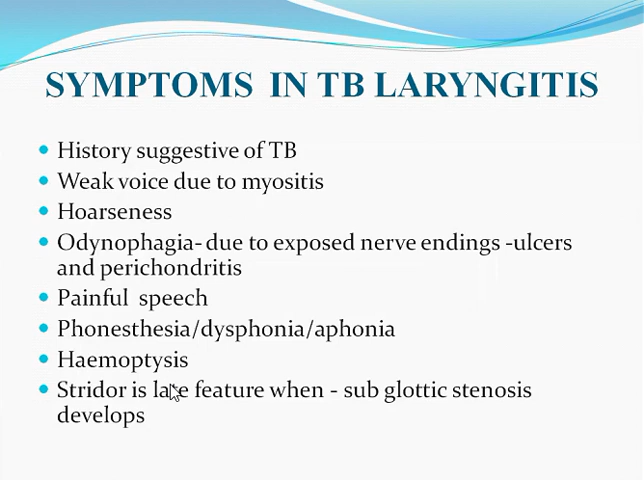 SYMPTOMS IN TB LARYNGITIS
History suggestive of TB
Weak voice due to myositis
Hoarseness
Odynophagia- due to exposed nerve endings -ulcers
and perichondritis
Painful speech
Phonesthesia/dysphonia/aphonia
Haemoptysis
Stridor is late feature when - sub glottic stenosis
develops